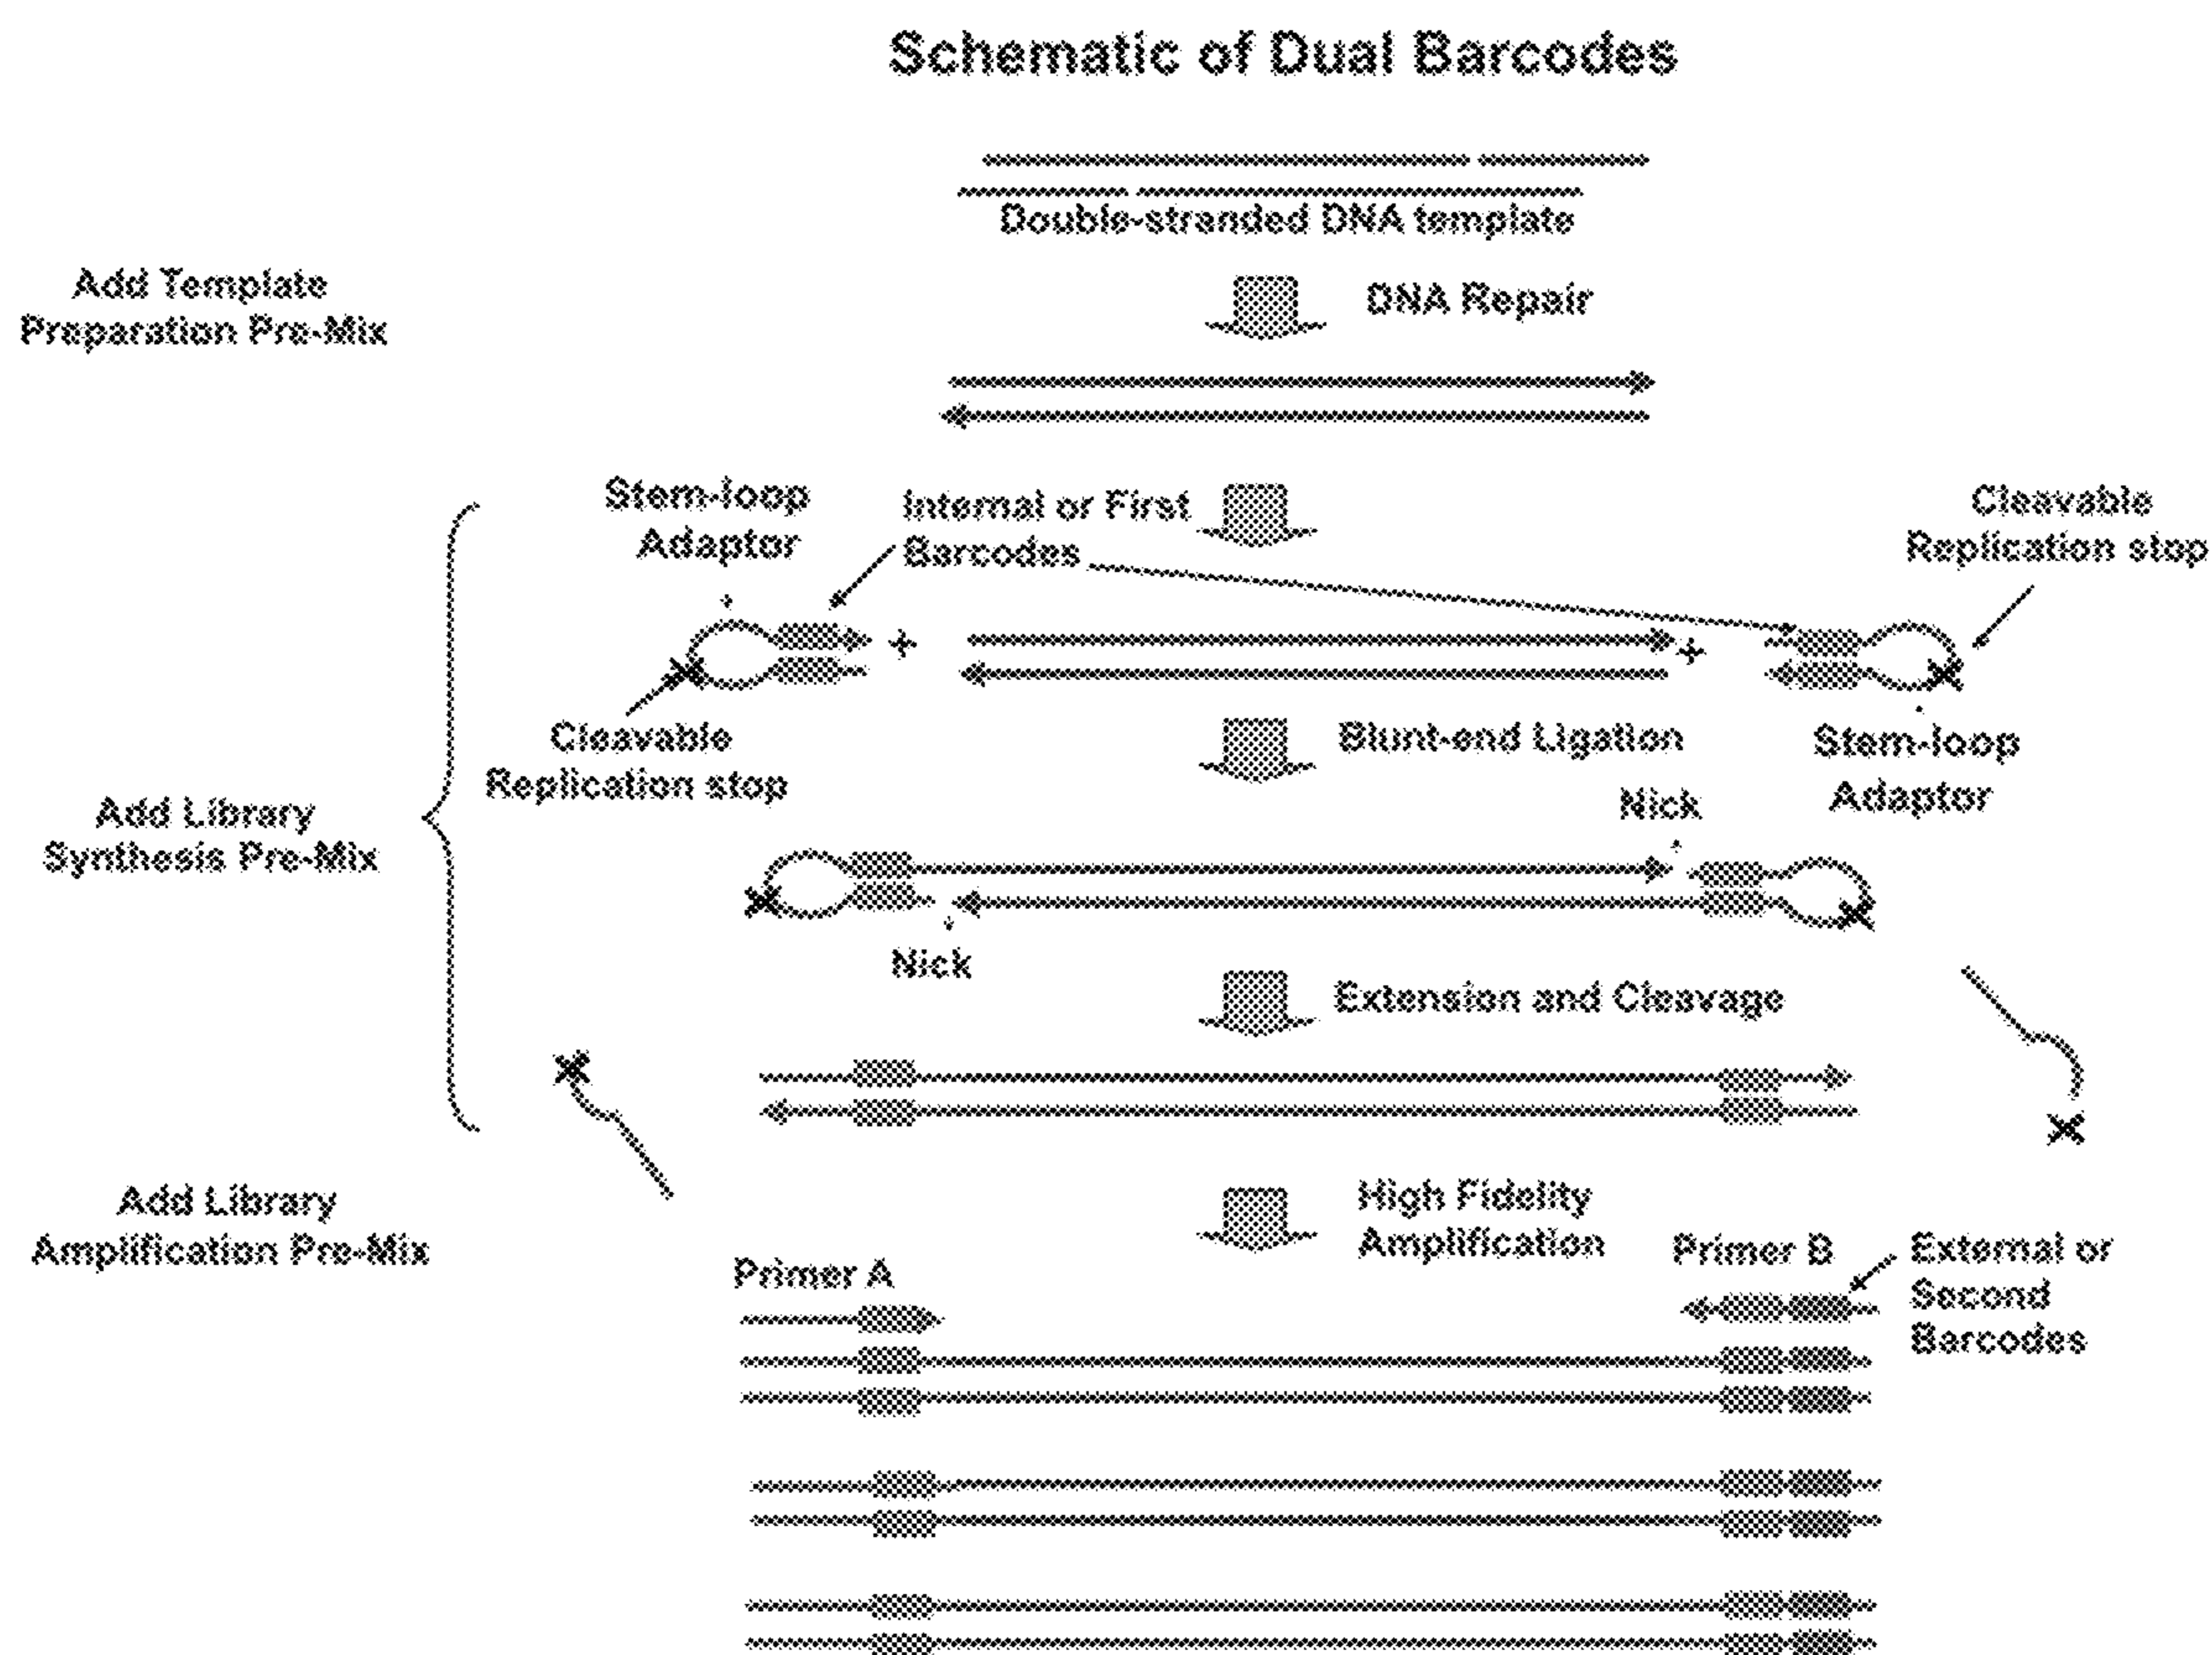 Schematic of Dual Barcodes
Double-stranded DNA template
Add Template
Preparation Pre-Mix
DNA Repair
Stem-loop
Adaptor
Internal or First
Barcodes
Cleavable
Replication stop
+
+
Cleavable
Replication stop
Blunt-end Ligation
Stem-loop
Adaptor
Nick
Add Library
Synthesis Pre-Mix
Nick
Extension and Cleavage
Add Library
Amplification Pre-Mix
High Fidelity
Amplification
Primer A
Primer B
External or
Second
Barcodes